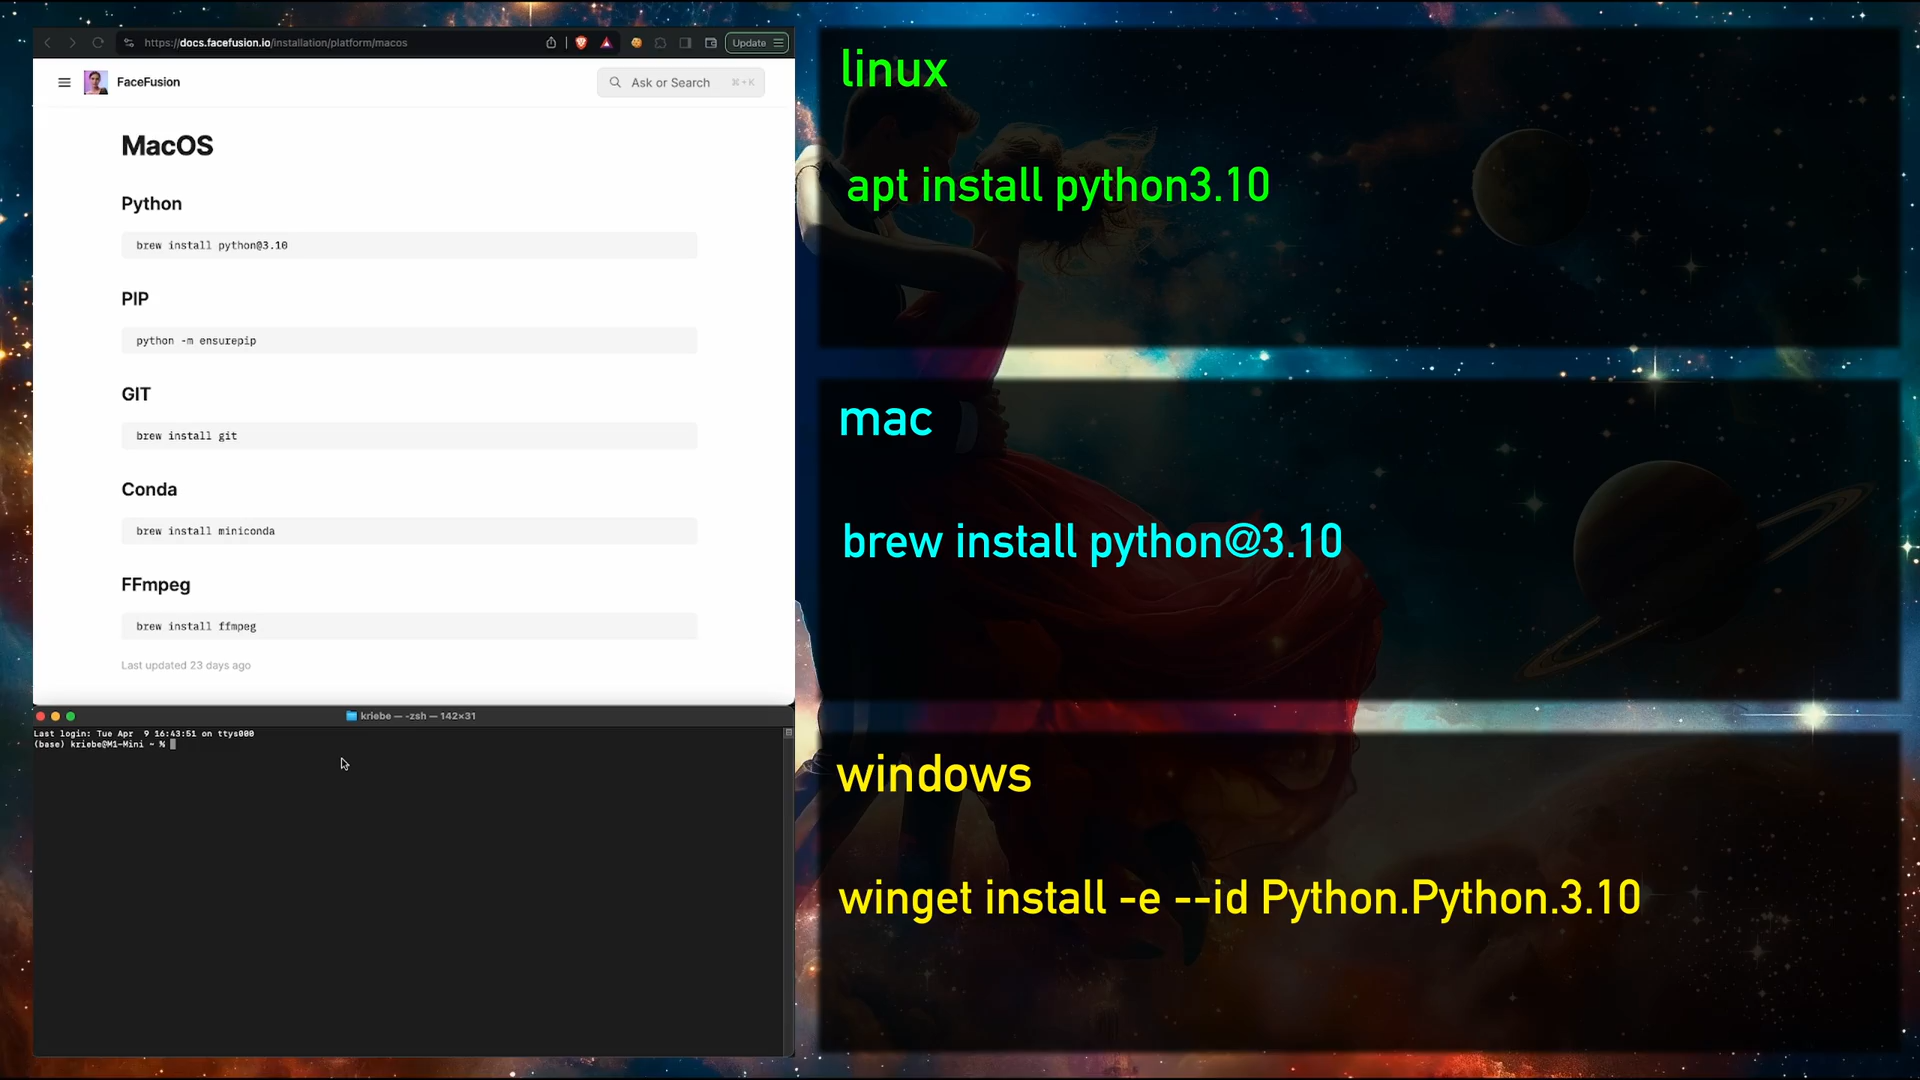 https://docs.facefusion.io/installation/platform/macos
Update
FaceFusion
Ask or Search
⌘ + K
MacOS
Python
brew install python@3.10
PIP
python -m ensurepip
GIT
brew install git
Conda
brew install miniconda
FFmpeg
brew install ffmpeg
Last updated 23 days ago
kriebe — -zsh — 142×31
Last login: Tue Apr  9 16:43:51 on ttys000
(base) kriebe@M1-Mini ~ %
linux
apt install python3.10
mac
brew install python@3.10
windows
winget install -e --id Python.Python.3.10